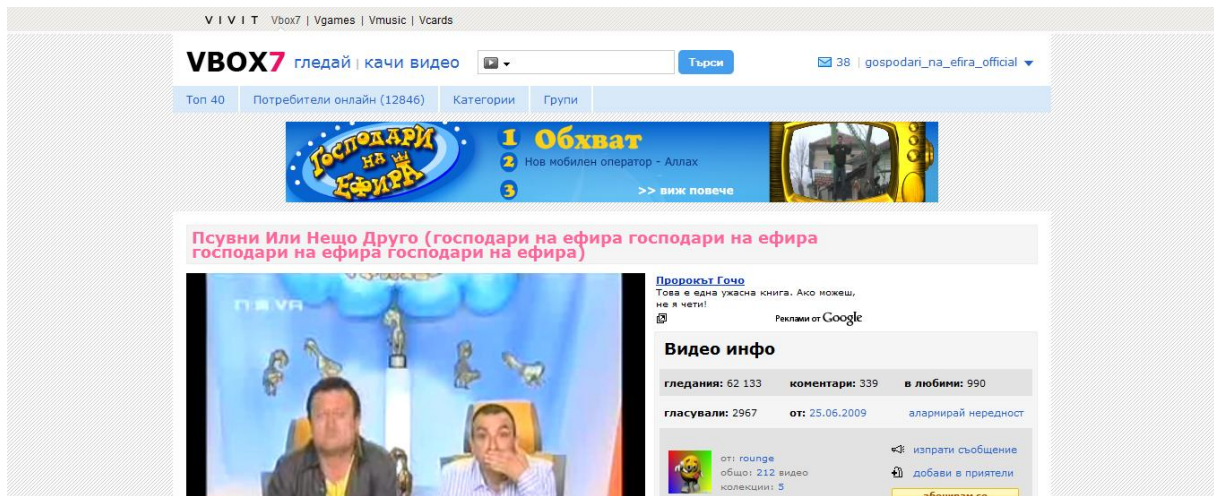 VIVIT Vbox7 | Vgames | Vmusic | Vcards
VBOX7 гледай | качи видео Търси 38 | gospodari_na_efira_official
Топ 40 Потребители онлайн (12846) Категории Групи
ГОСПОДАРИ НА ЕФИРА
1 Обхват
2 Нов мобилен оператор - Аллах
3 >> виж повече
Псувни Или Нещо Друго (господари на ефира господари на ефира
господари на ефира господари на ефира)
Пророкът Гочо
Това е една ужасна книга. Ако можеш,
не я чети!
Реклами от Google
Видео инфо
гледания: 62 133 коментари: 339 в любими: 990
гласували: 2967 от: 25.06.2009 алармирай нередност
от: rounge
общо: 212 видео
колекции: 5
изпрати съобщение
добави в приятели